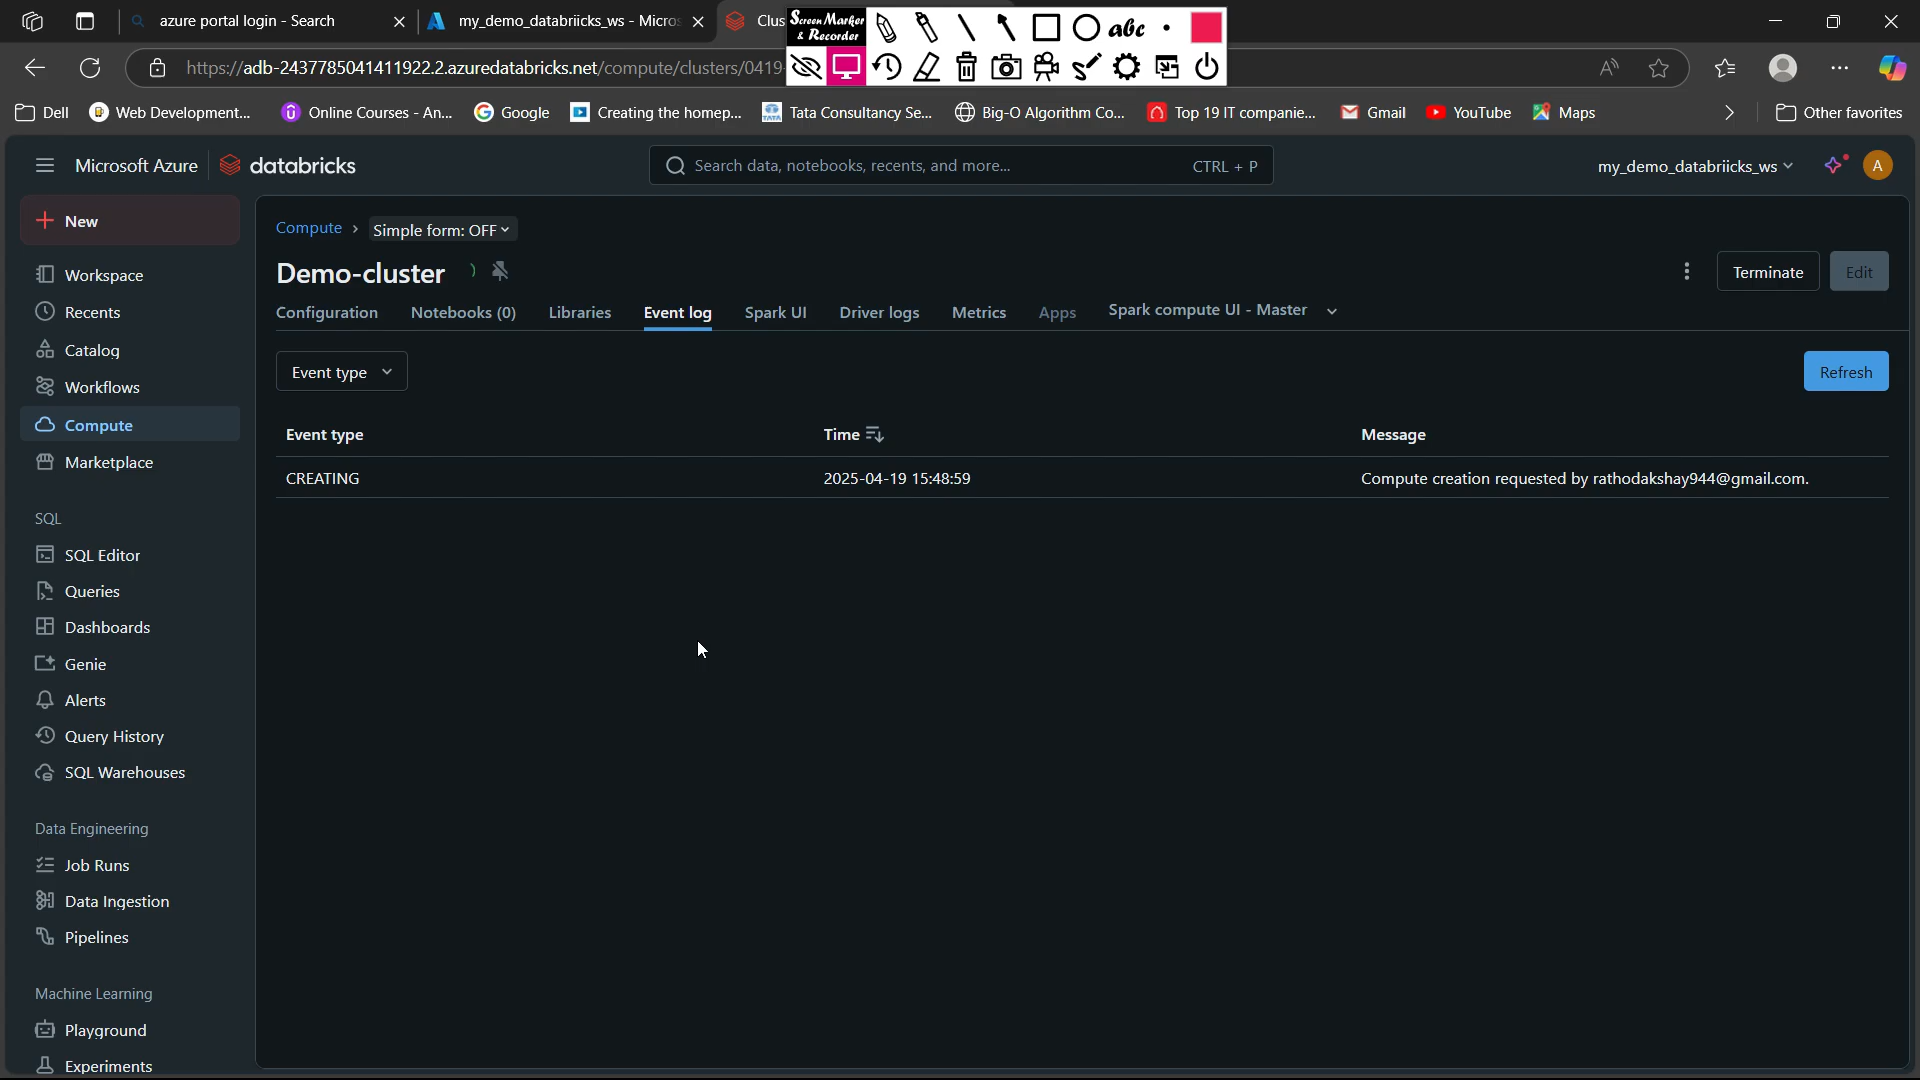 azure portal login - Search
my_demo_databriicks_ws - Micros
Clus
Screen Marker
& Recorder
abc
https://adb-2437785041411922.2.azuredatabricks.net/compute/clusters/0419
Dell
Web Development...
Online Courses - An...
Google
Creating the homep...
Tata Consultancy Se...
Big-O Algorithm Co...
Top 19 IT companie...
Gmail
YouTube
Maps
Other favorites
Microsoft Azure
databricks
Search data, notebooks, recents, and more...
CTRL + P
my_demo_databriicks_ws
A
New
Workspace
Recents
Catalog
Workflows
Compute
Marketplace
SQL
SQL Editor
Queries
Dashboards
Genie
Alerts
Query History
SQL Warehouses
Data Engineering
Job Runs
Data Ingestion
Pipelines
Machine Learning
Playground
Experiments
Compute › Simple form: OFF
Demo-cluster
Terminate
Edit
Configuration
Notebooks (0)
Libraries
Event log
Spark UI
Driver logs
Metrics
Apps
Spark compute UI - Master
Event type
Refresh
Event type Time Message
CREATING 2025-04-19 15:48:59 Compute creation requested by rathodakshay944@gmail.com.